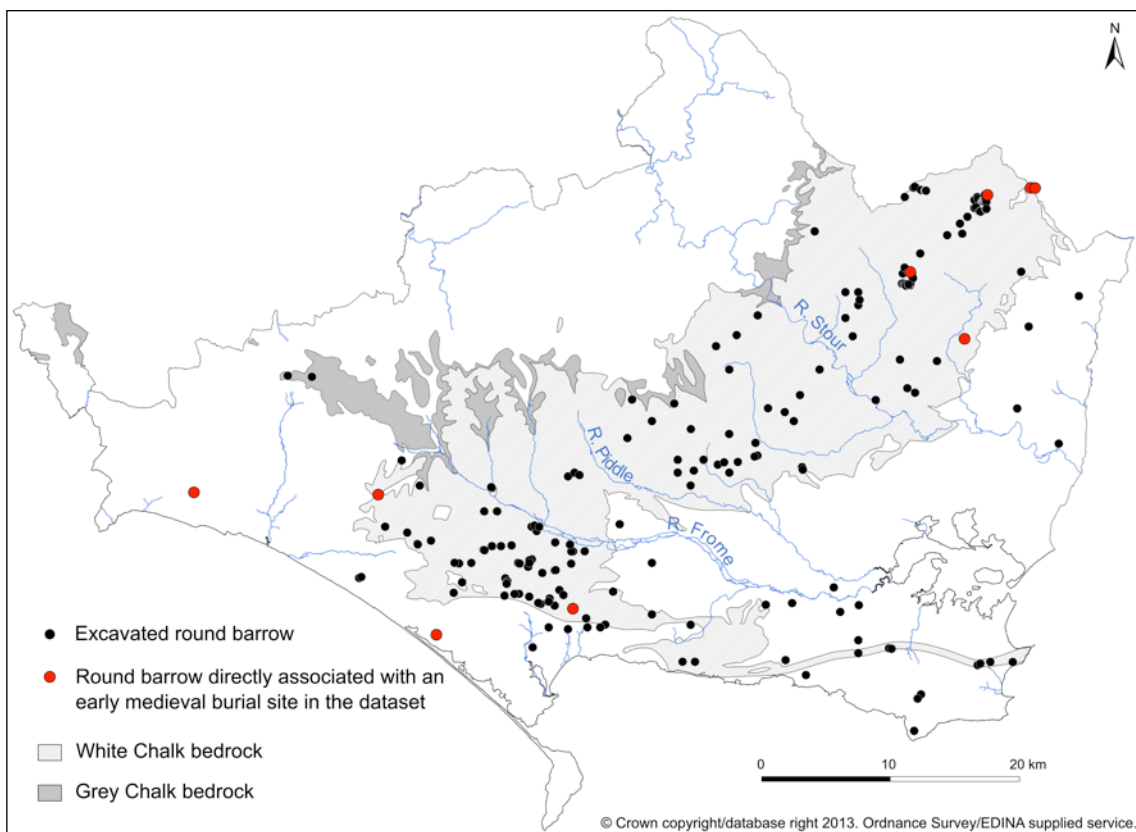 N
R. Stour
R. Piddle
R. Frome
Excavated round barrow
Round barrow directly associated with an
early medieval burial site in the dataset
White Chalk bedrock
Grey Chalk bedrock
0 10 20 km
© Crown copyright/database right 2013. Ordnance Survey/EDINA supplied service.